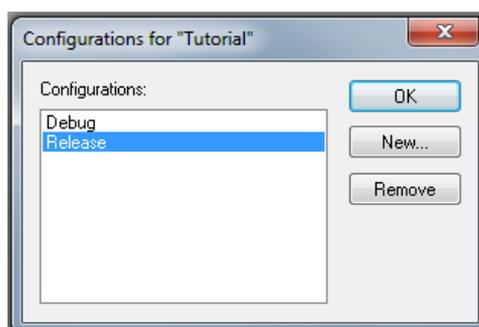 Configurations for "Tutorial"
Configurations:
Debug
Release
OK
New...
Remove